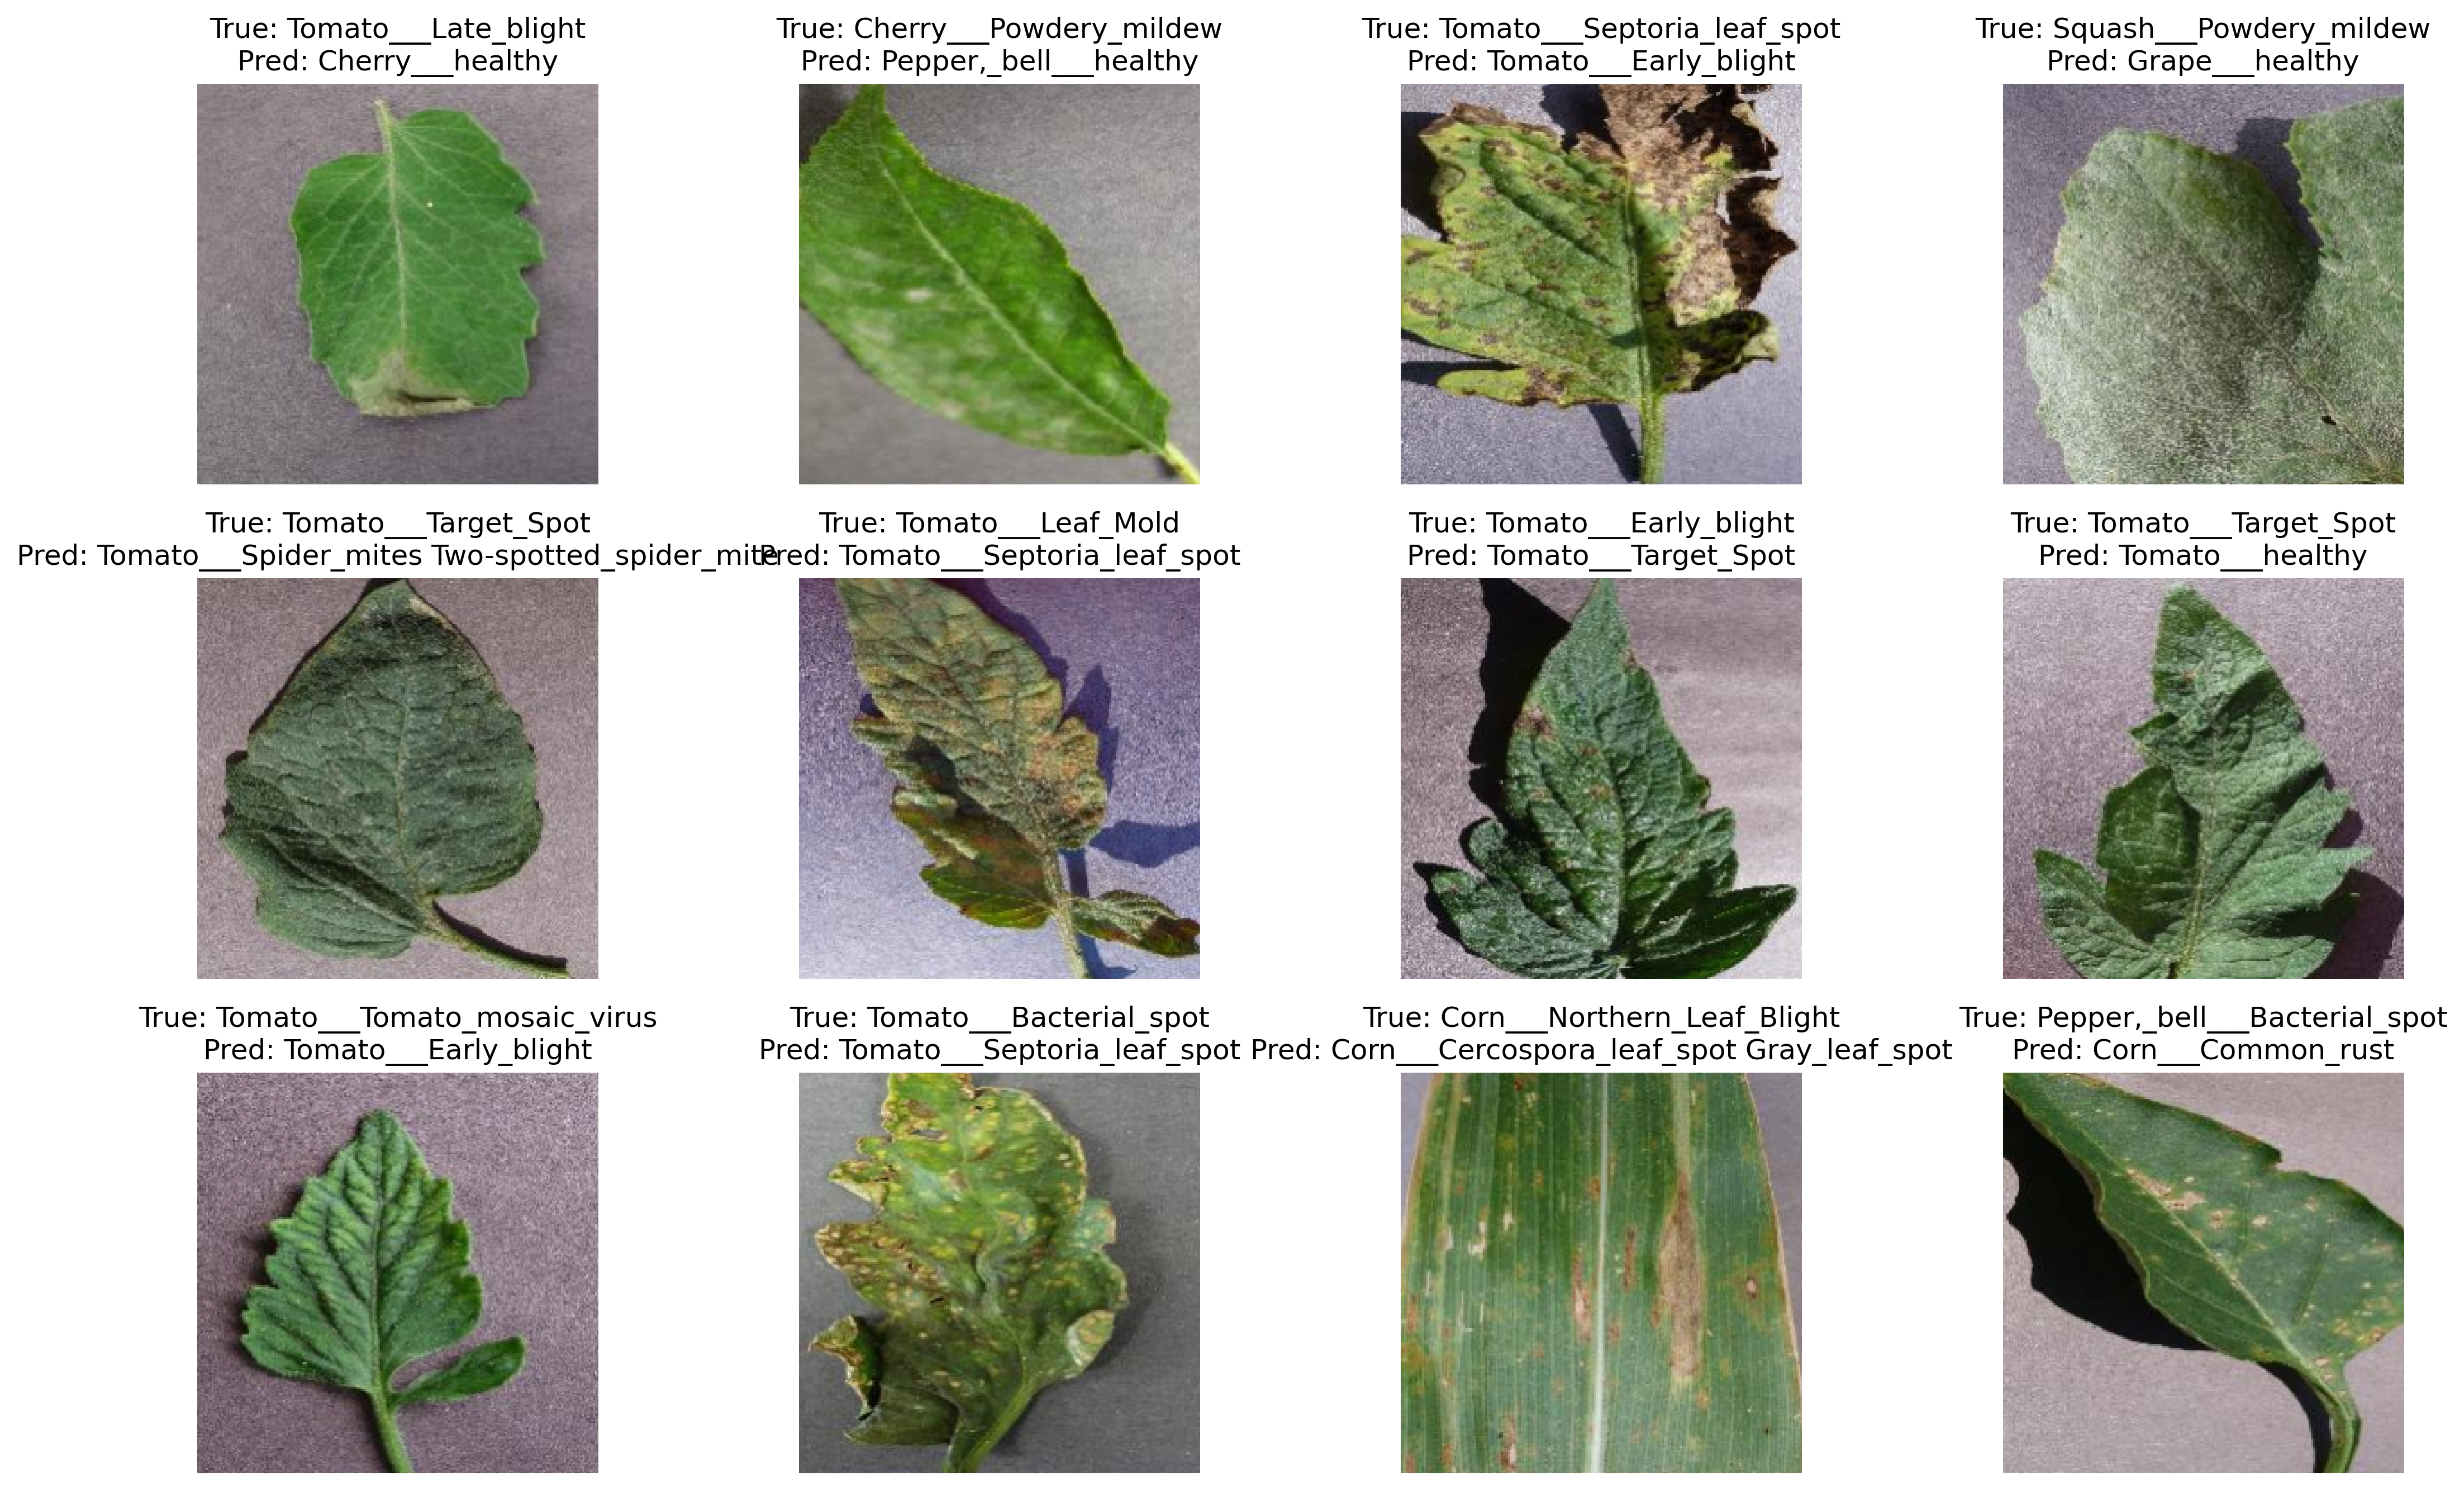 True: Tomato___Late_blight
Pred: Cherry___healthy
True: Cherry___Powdery_mildew
Pred: Pepper,_bell___healthy
True: Tomato___Septoria_leaf_spot
Pred: Tomato___Early_blight
True: Squash___Powdery_mildew
Pred: Grape___healthy
True: Tomato___Target_Spot
Pred: Tomato___Spider_mites Two-spotted_spider_mite
True: Tomato___Leaf_Mold
Pred: Tomato___Septoria_leaf_spot
True: Tomato___Early_blight
Pred: Tomato___Target_Spot
True: Tomato___Target_Spot
Pred: Tomato___healthy
True: Tomato___Tomato_mosaic_virus
Pred: Tomato___Early_blight
True: Tomato___Bacterial_spot
Pred: Tomato___Septoria_leaf_spot
True: Corn___Northern_Leaf_Blight
Pred: Corn___Cercospora_leaf_spot Gray_leaf_spot
True: Pepper,_bell___Bacterial_spot
Pred: Corn___Common_rust